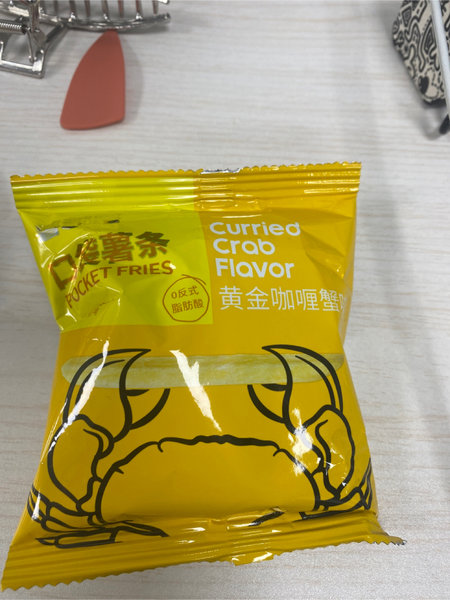 口袋薯条
POCKET FRIES
0反式
脂肪酸
Curried
Crab
Flavor
黄金咖喱蟹味